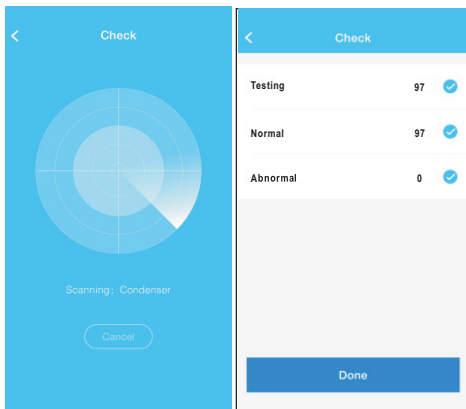 Check
Scanning: Condenser
Cancel
Check
Testing 97
Normal 97
Abnormal 0
Done